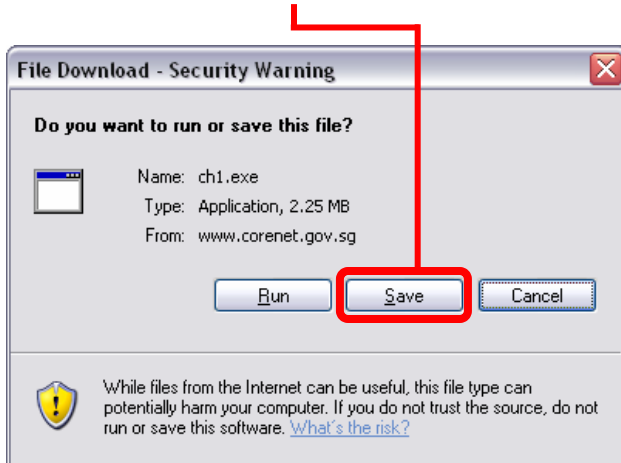 File Download - Security Warning
Do you want to run or save this file?
Name: ch1.exe
Type: Application, 2.25 MB
From: www.corenet.gov.sg
Run Save Cancel
While files from the Internet can be useful, this file type can
potentially harm your computer. If you do not trust the source, do not
run or save this software. What's the risk?